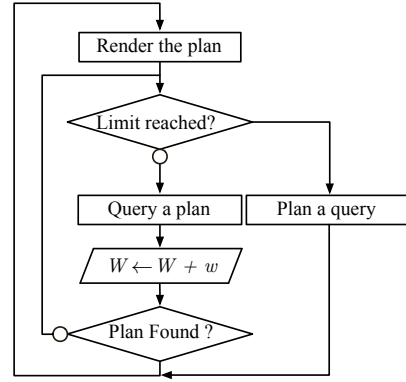 Render the plan
Limit reached?
Query a plan
Plan a query
W ← W + w
Plan Found ?